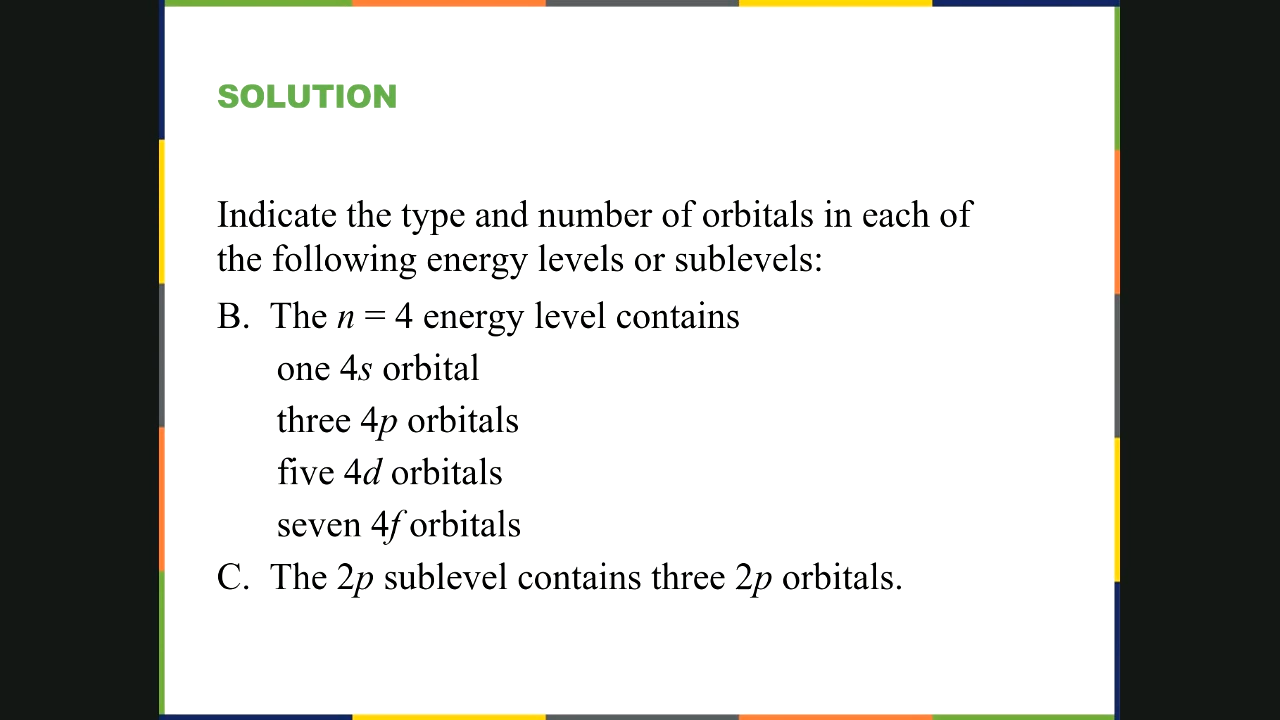 SOLUTION
Indicate the type and number of orbitals in each of
the following energy levels or sublevels:
B. The n = 4 energy level contains
one 4s orbital
three 4p orbitals
five 4d orbitals
seven 4f orbitals
C. The 2p sublevel contains three 2p orbitals.